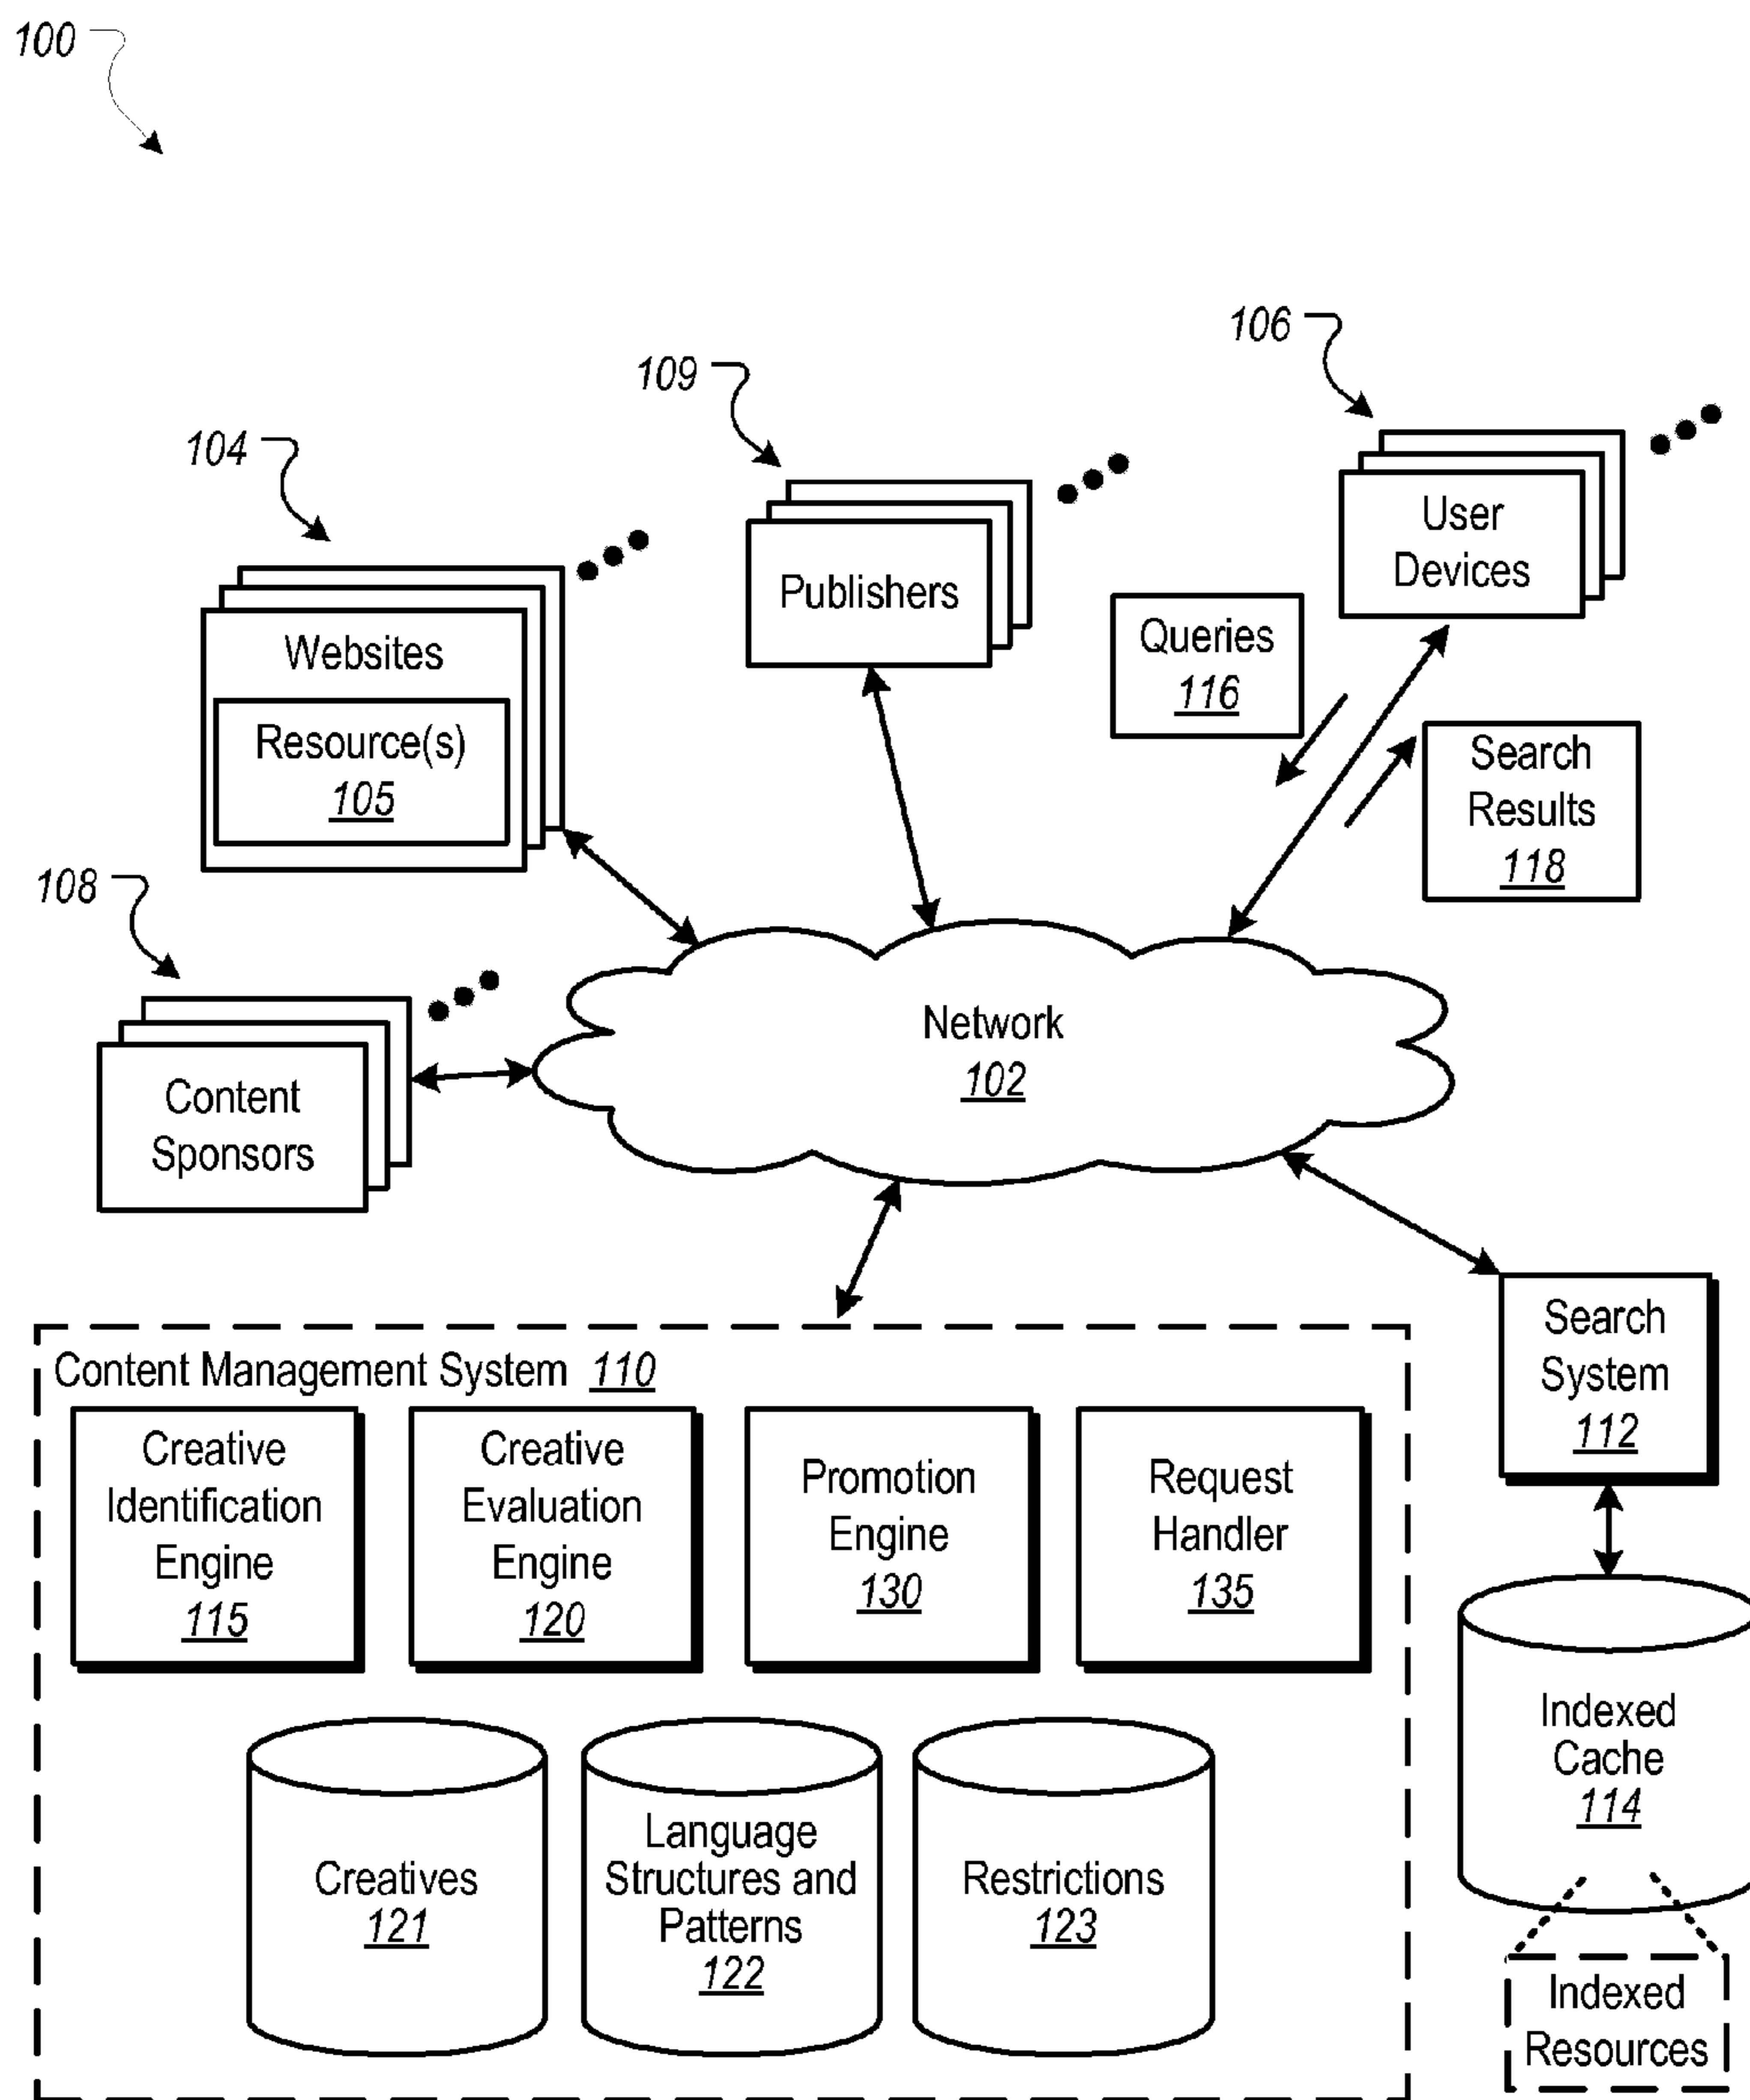 100
106
109
104
User
Devices
Publishers
Queries
116
Websites
Resource(s)
105
Search
Results
118
108
Network
102
Content
Sponsors
Search
System
112
Content Management System 110
Creative
Identification
Engine
115
Creative
Evaluation
Engine
120
Promotion
Engine
130
Request
Handler
135
Indexed
Cache
114
Creatives
121
Language
Structures and
Patterns
122
Restrictions
123
Indexed
Resources